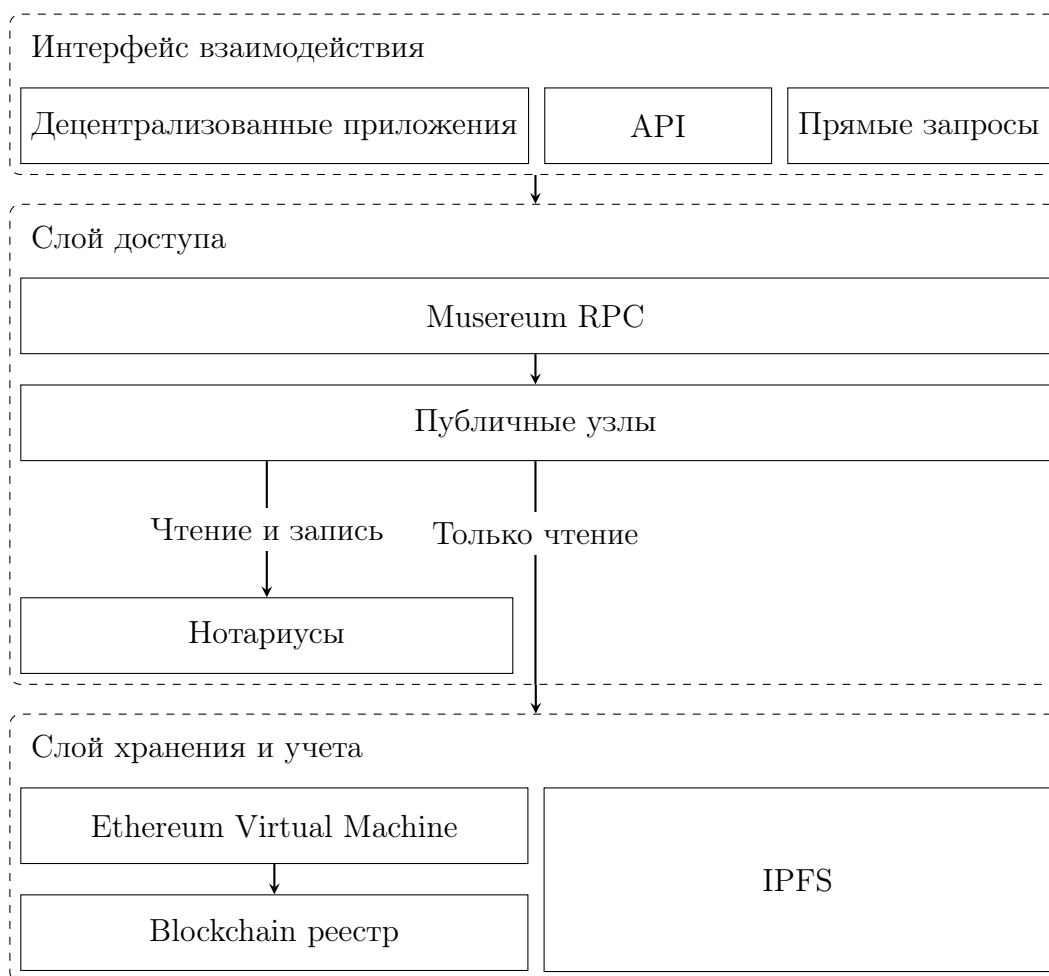 Интерфейс взаимодействия
Децентрализованные приложения
API
Прямые запросы
Слой доступа
Musereum RPC
Публичные узлы
Чтение и запись
Только чтение
Нотариусы
Слой хранения и учета
Ethereum Virtual Machine
IPFS
Blockchain реестр